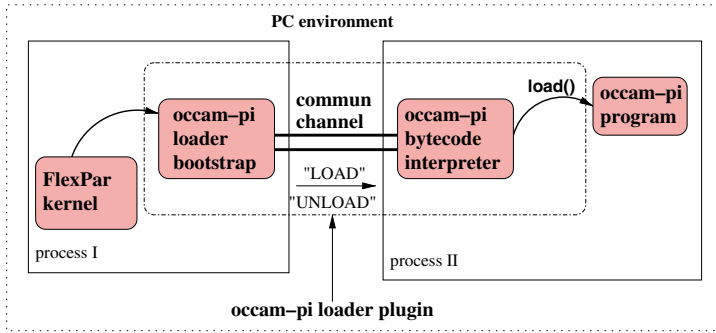 PC environment
occam–pi
loader
bootstrap
commun
channel
occam–pi
bytecode
interpreter
load()
occam–pi
program
FlexPar
kernel
"LOAD"
"UNLOAD"
process I
process II
occam–pi loader plugin